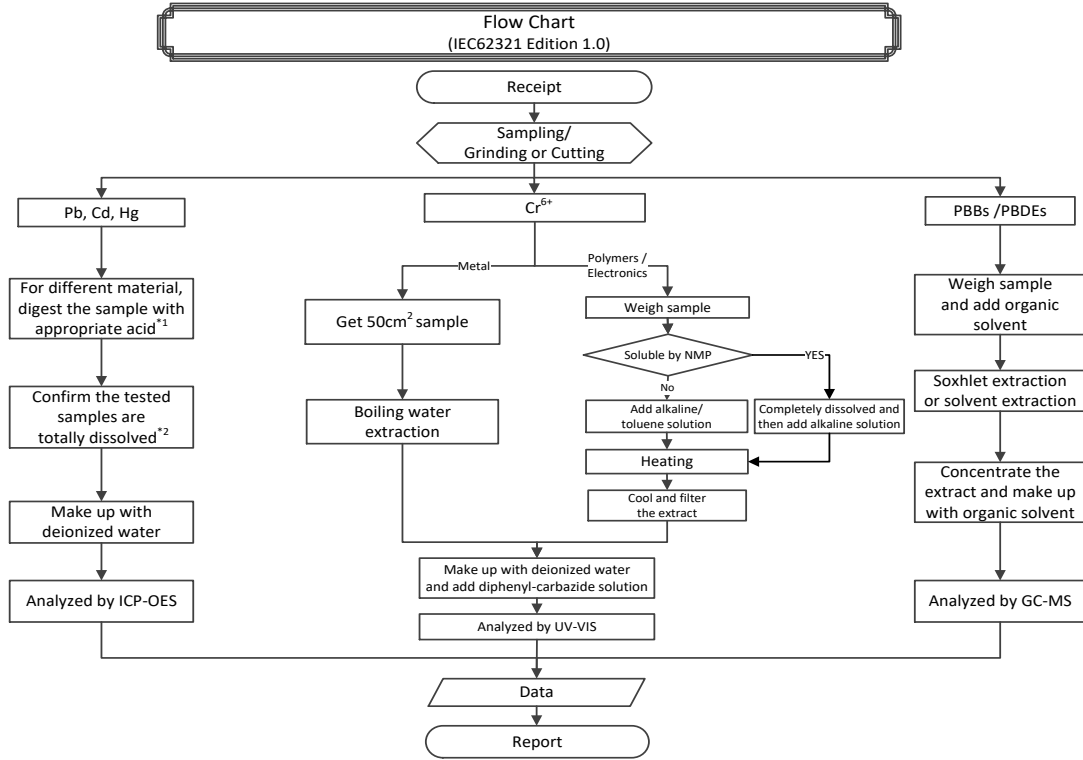 Flow Chart
(IEC62321 Edition 1.0)
Receipt
Sampling/
Grinding or Cutting
Pb, Cd, Hg
Cr6+
PBBs /PBDEs
For different material,
digest the sample with
appropriate acid*1
Confirm the tested
samples are
totally dissolved*2
Make up with
deionized water
Analyzed by ICP-OES
Metal
Get 50cm2 sample
Boiling water
extraction
Polymers /
Electronics
Weigh sample
Soluble by NMP
YES
No
Add alkaline/
toluene solution
Completely dissolved and
then add alkaline solution
Heating
Cool and filter
the extract
Make up with deionized water
and add diphenyl-carbazide solution
Analyzed by UV-VIS
Weigh sample
and add organic
solvent
Soxhlet extraction
or solvent extraction
Concentrate the
extract and make up
with organic solvent
Analyzed by GC-MS
Data
Report